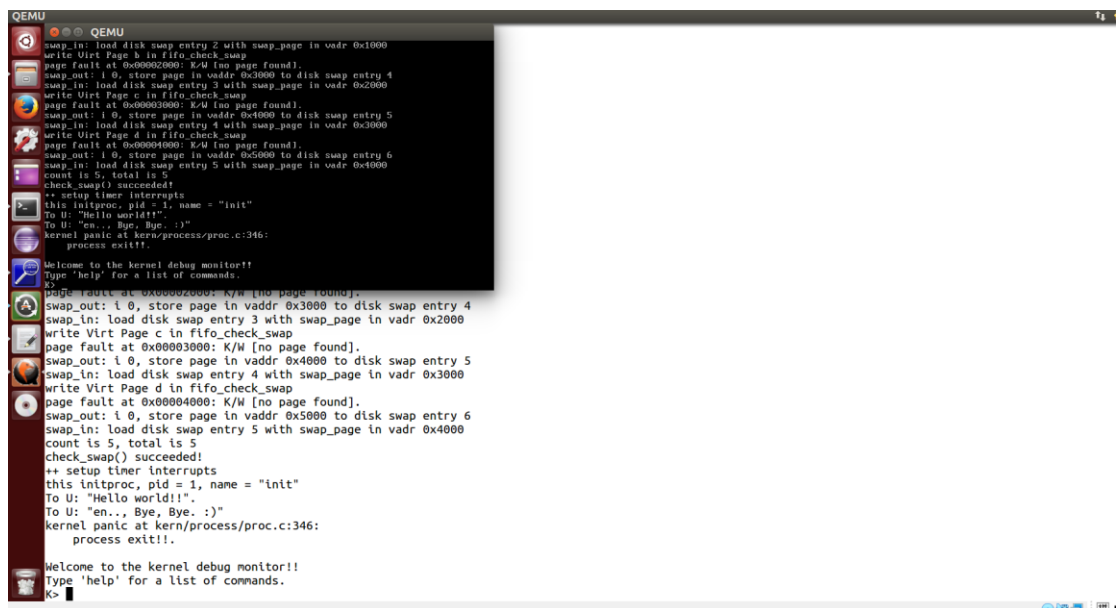 QEMU
QEMU
swap_in: load disk swap entry 2 with swap_page in vadr 0x1000
write Virt Page b in fifo_check_swap
page fault at 0x00002000: K/W [no page found].
swap_out: i 0, store page in vaddr 0x3000 to disk swap entry 4
swap_in: load disk swap entry 3 with swap_page in vadr 0x2000
write Virt Page c in fifo_check_swap
page fault at 0x00003000: K/W [no page found].
swap_out: i 0, store page in vaddr 0x4000 to disk swap entry 5
swap_in: load disk swap entry 4 with swap_page in vadr 0x3000
write Virt Page d in fifo_check_swap
page fault at 0x00004000: K/W [no page found].
swap_out: i 0, store page in vaddr 0x5000 to disk swap entry 6
swap_in: load disk swap entry 5 with swap_page in vadr 0x4000
count is 5, total is 5
check_swap() succeeded!
++ setup timer interrupts
this initproc, pid = 1, name = "init"
To U: "Hello world!!".
To U: "en.., Bye, Bye. :)"
kernel panic at kern/process/proc.c:346:
process exit!!.
Welcome to the kernel debug monitor!!
Type 'help' for a list of commands.
K> _
page fault at 0x00002000: K/W [no page found].
swap_out: i 0, store page in vaddr 0x3000 to disk swap entry 4
swap_in: load disk swap entry 3 with swap_page in vadr 0x2000
write Virt Page c in fifo_check_swap
page fault at 0x00003000: K/W [no page found].
swap_out: i 0, store page in vaddr 0x4000 to disk swap entry 5
swap_in: load disk swap entry 4 with swap_page in vadr 0x3000
write Virt Page d in fifo_check_swap
page fault at 0x00004000: K/W [no page found].
swap_out: i 0, store page in vaddr 0x5000 to disk swap entry 6
swap_in: load disk swap entry 5 with swap_page in vadr 0x4000
count is 5, total is 5
check_swap() succeeded!
++ setup timer interrupts
this initproc, pid = 1, name = "init"
To U: "Hello world!!".
To U: "en.., Bye, Bye. :)"
kernel panic at kern/process/proc.c:346:
process exit!!.
Welcome to the kernel debug monitor!!
Type 'help' for a list of commands.
K>